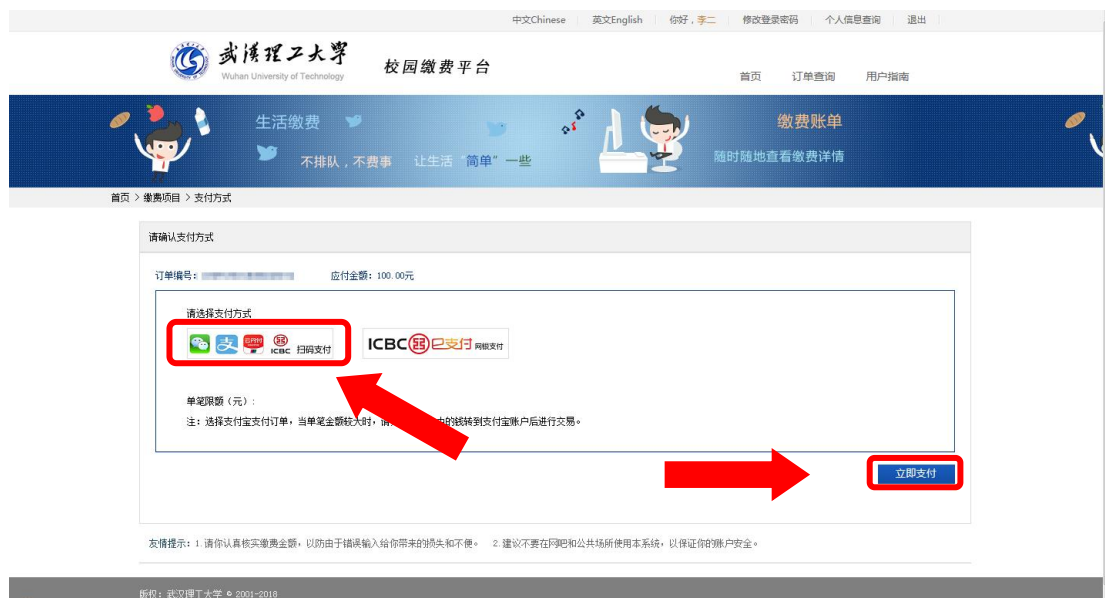 中文Chinese 英文English 你好，李二 修改登录密码 个人信息查询 退出
武汉理工大学 校园缴费平台
Wuhan University of Technology
首页 订单查询 用户指南
生活缴费 缴费账单
不排队，不费事 让生活“简单”一些 随时随地查看缴费详情
首页 > 缴费项目 > 支付方式
请确认支付方式
订单编号： 应付金额：100.00元
请选择支付方式
支 ICBC 扫码支付 ICBC e支付 网银支付
单笔限额（元）：
注：选择支付宝支付订单，当单笔金额较大时，请 的钱转到支付宝账户后进行交易。
立即支付
友情提示：1.请你认真核实缴费金额，以防由于错误输入给你带来的损失和不便。 2.建议不要在网吧和公共场所使用本系统，以保证你的账户安全。
版权：武汉理工大学 © 2001-2018